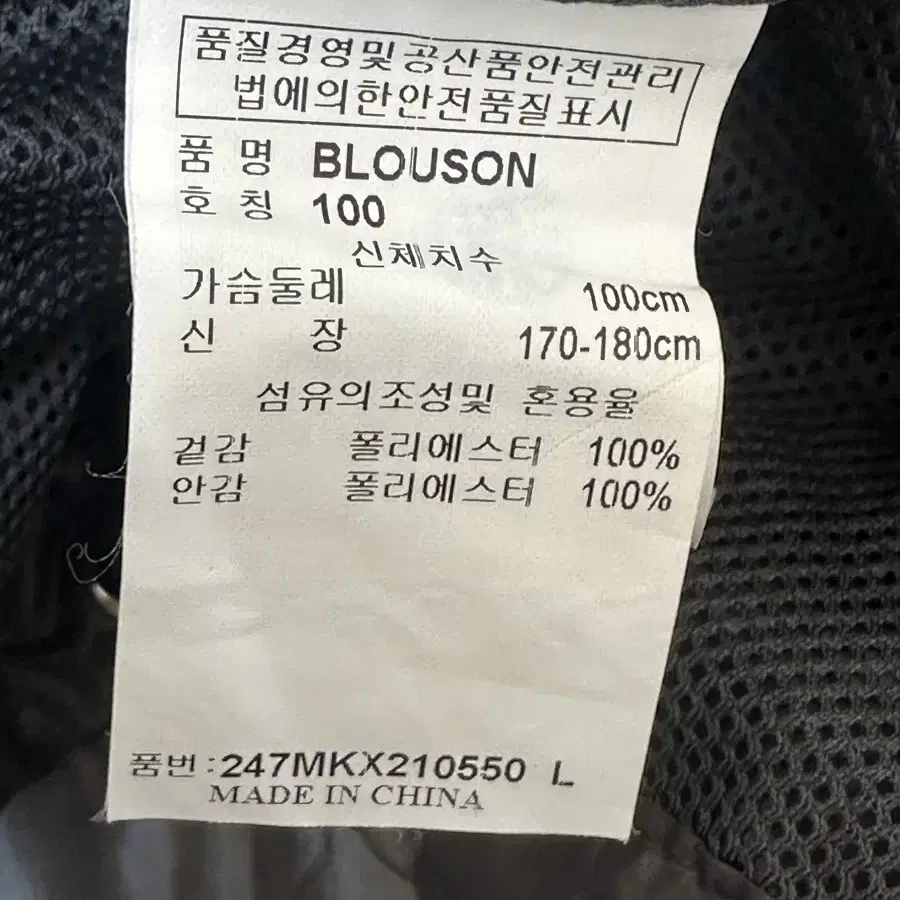 품질경영및공산품안전관리
법에의한안전품질표시
품 명 BLOUSON
호 칭 100
신체치수
가슴둘레 100cm
신 장 170-180cm
섬유의조성및 혼용율
겉감 폴리에스터 100%
안감 폴리에스터 100%
품번:247MKX210550 L
MADE IN CHINA